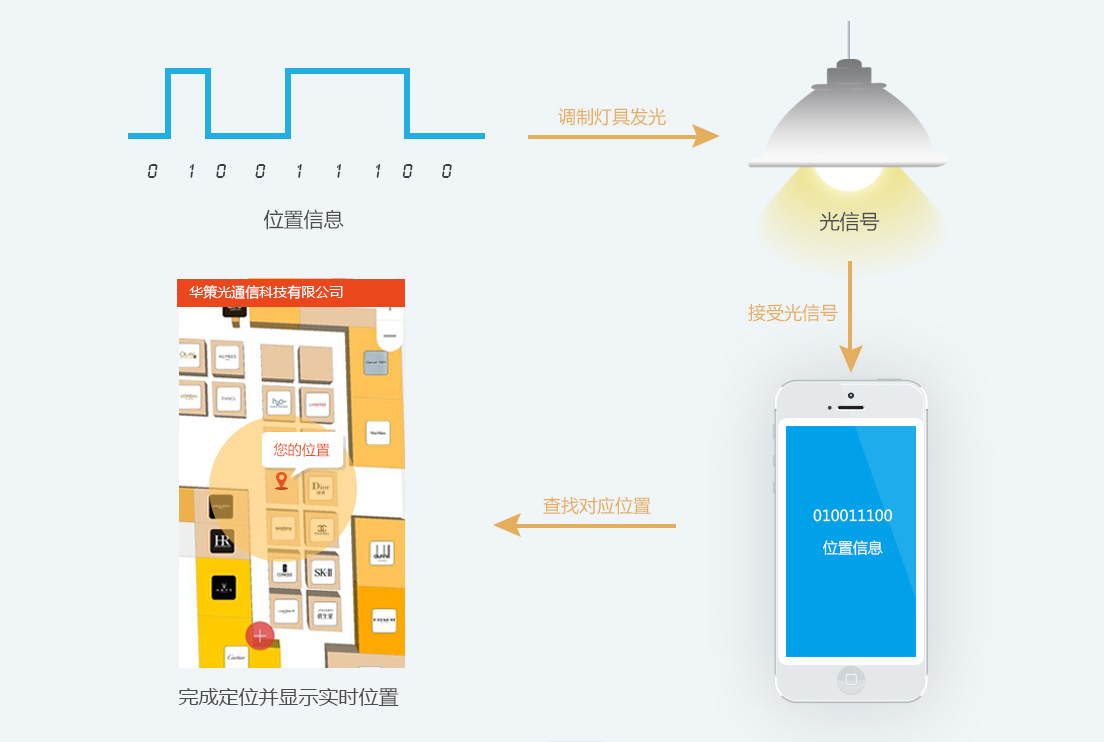 调制灯具发光
0 1 0 0 1 1 1 0 0
位置信息
光信号
接受光信号
华策光通信科技有限公司
您的位置
Dior
HR
SK-II
dunhill
COACH
Cartier
查找对应位置
010011100
位置信息
完成定位并显示实时位置